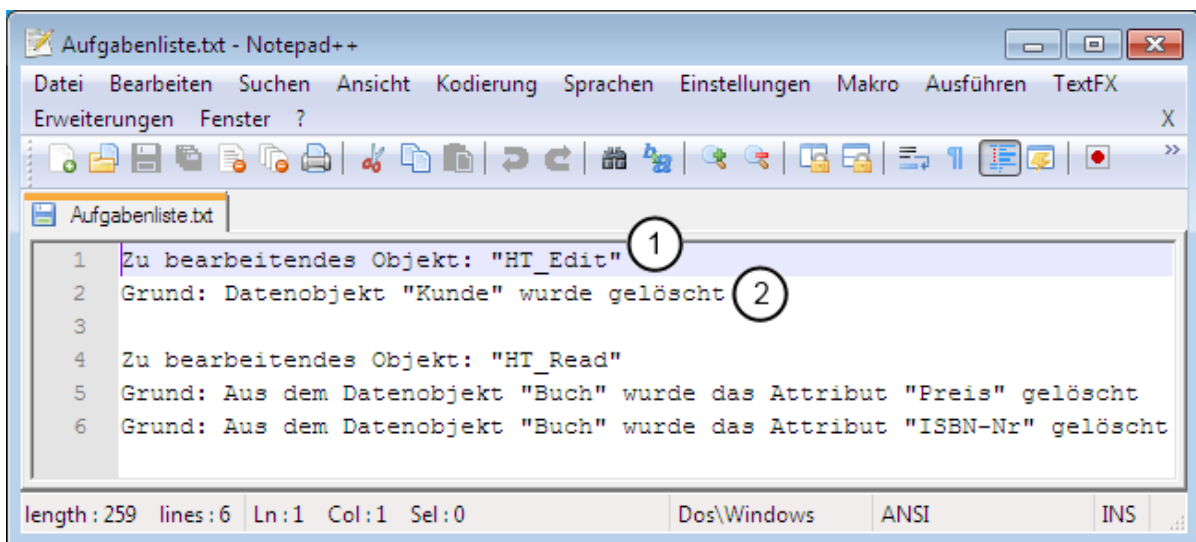 Aufgabenliste.txt - Notepad++
Datei Bearbeiten Suchen Ansicht Kodierung Sprachen Einstellungen Makro Ausführen TextFX
Erweiterungen Fenster ? X
Aufgabenliste.txt
1 Zu bearbeitendes Objekt: "HT_Edit" 1
2 Grund: Datenobjekt "Kunde" wurde gelöscht 2
3
4 Zu bearbeitendes Objekt: "HT_Read"
5 Grund: Aus dem Datenobjekt "Buch" wurde das Attribut "Preis" gelöscht
6 Grund: Aus dem Datenobjekt "Buch" wurde das Attribut "ISBN-Nr" gelöscht
length : 259 lines : 6 Ln : 1 Col : 1 Sel : 0 Dos\Windows ANSI INS